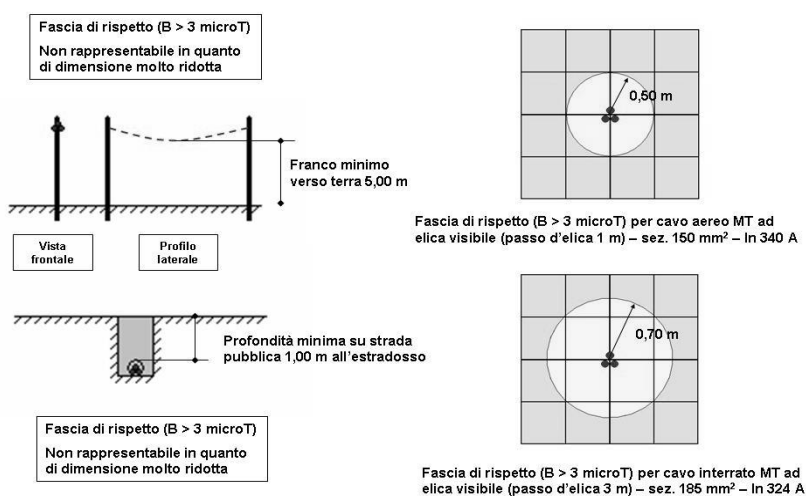 Fascia di rispetto (B > 3 microT)
Non rappresentabile in quanto
di dimensione molto ridotta
Franco minimo
verso terra 5,00 m
Vista
frontale
Profilo
laterale
Profondità minima su strada
pubblica 1,00 m all'estradosso
Fascia di rispetto (B > 3 microT)
Non rappresentabile in quanto
di dimensione molto ridotta
0,50 m
Fascia di rispetto (B > 3 microT) per cavo aereo MT ad
elica visibile (passo d'elica 1 m) – sez. 150 mm² – In 340 A
0,70 m
Fascia di rispetto (B > 3 microT) per cavo interrato MT ad
elica visibile (passo d'elica 3 m) – sez. 185 mm² – In 324 A